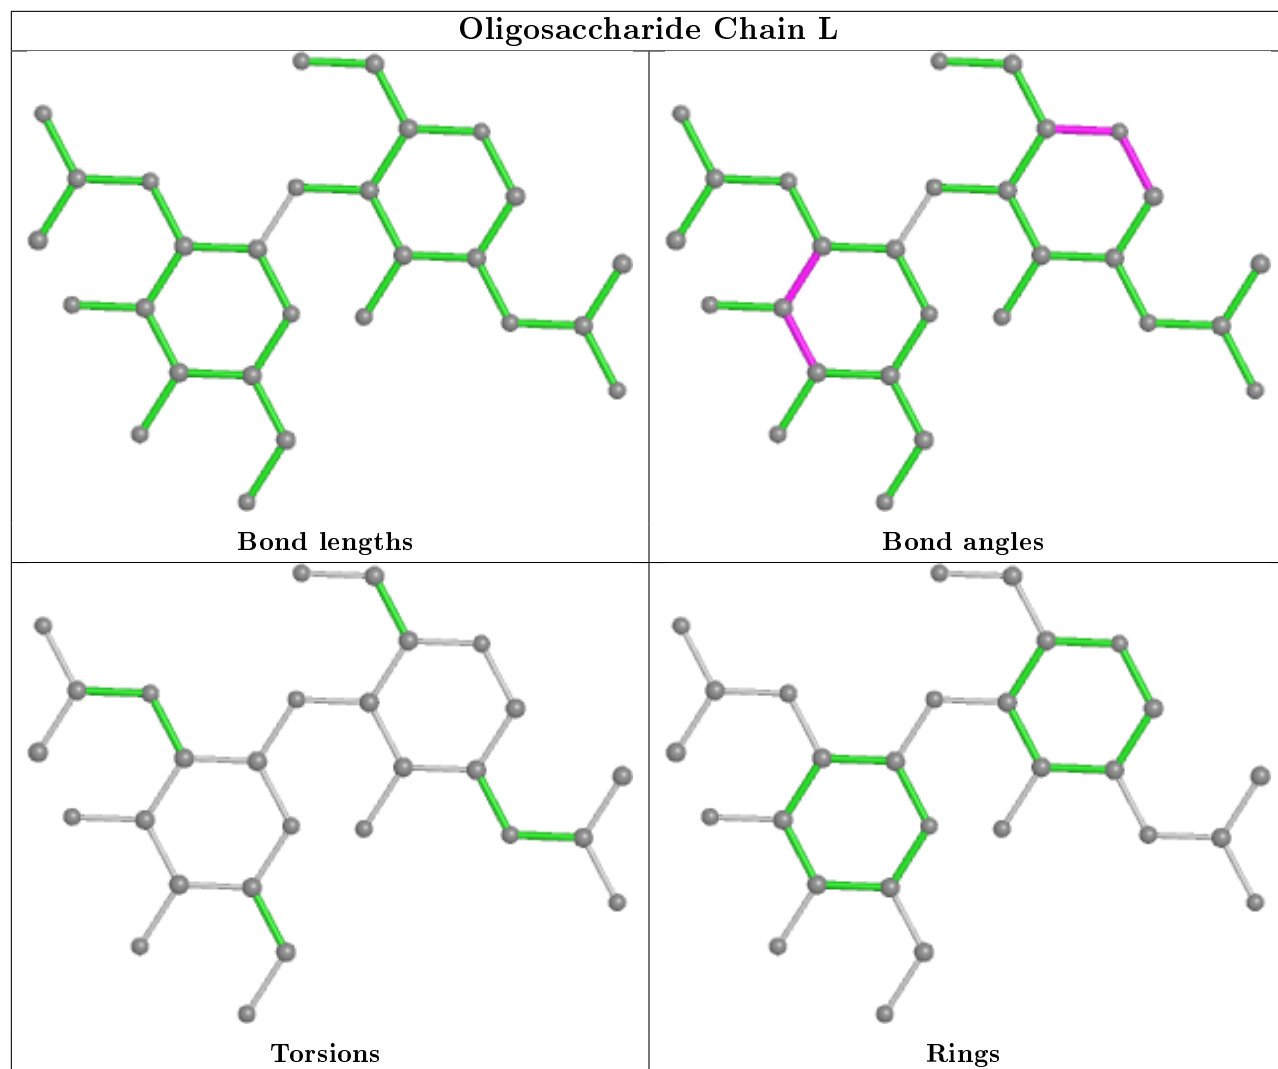 Oligosaccharide Chain L
Bond lengths
Bond angles
Torsions
Rings